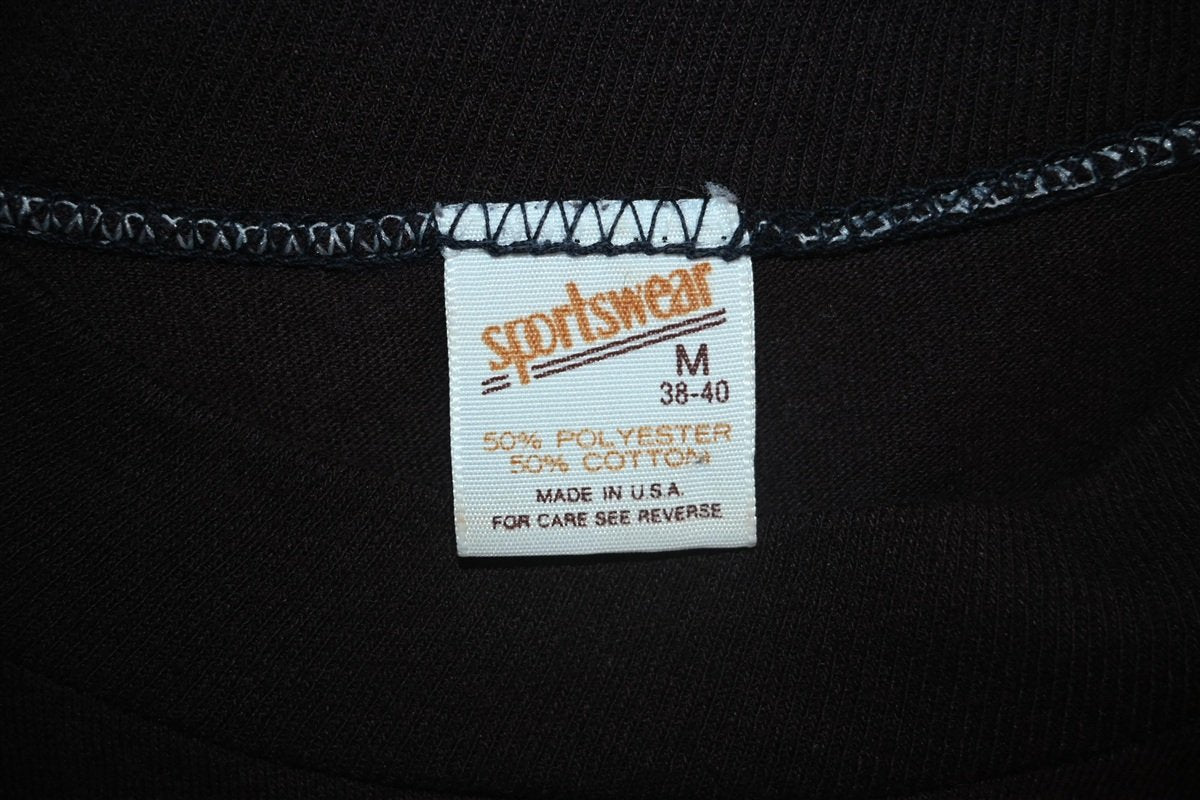 sportswear
M
38-40
50% POLYESTER
50% COTTON
MADE IN U.S.A.
FOR CARE SEE REVERSE